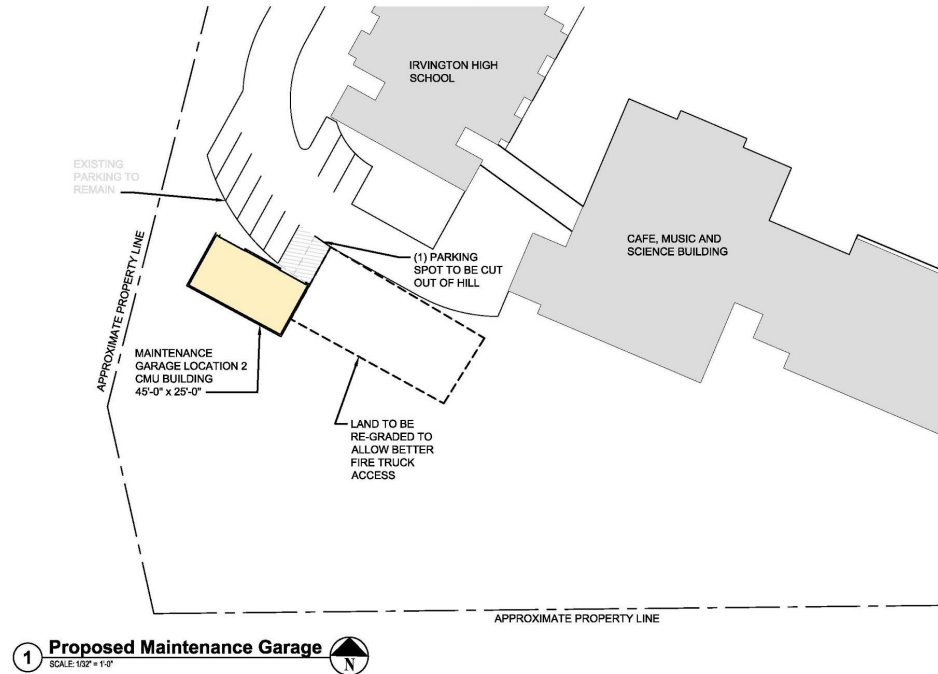 IRVINGTON HIGH
SCHOOL
EXISTING
PARKING TO
REMAIN
CAFE, MUSIC AND
SCIENCE BUILDING
(1) PARKING
SPOT TO BE CUT
OUT OF HILL
APPROXIMATE PROPERTY LINE
MAINTENANCE
GARAGE LOCATION 2
CMU BUILDING
45'-0" x 25'-0"
LAND TO BE
RE-GRADED TO
ALLOW BETTER
FIRE TRUCK
ACCESS
APPROXIMATE PROPERTY LINE
1 Proposed Maintenance Garage N
SCALE: 1/32" = 1'-0"